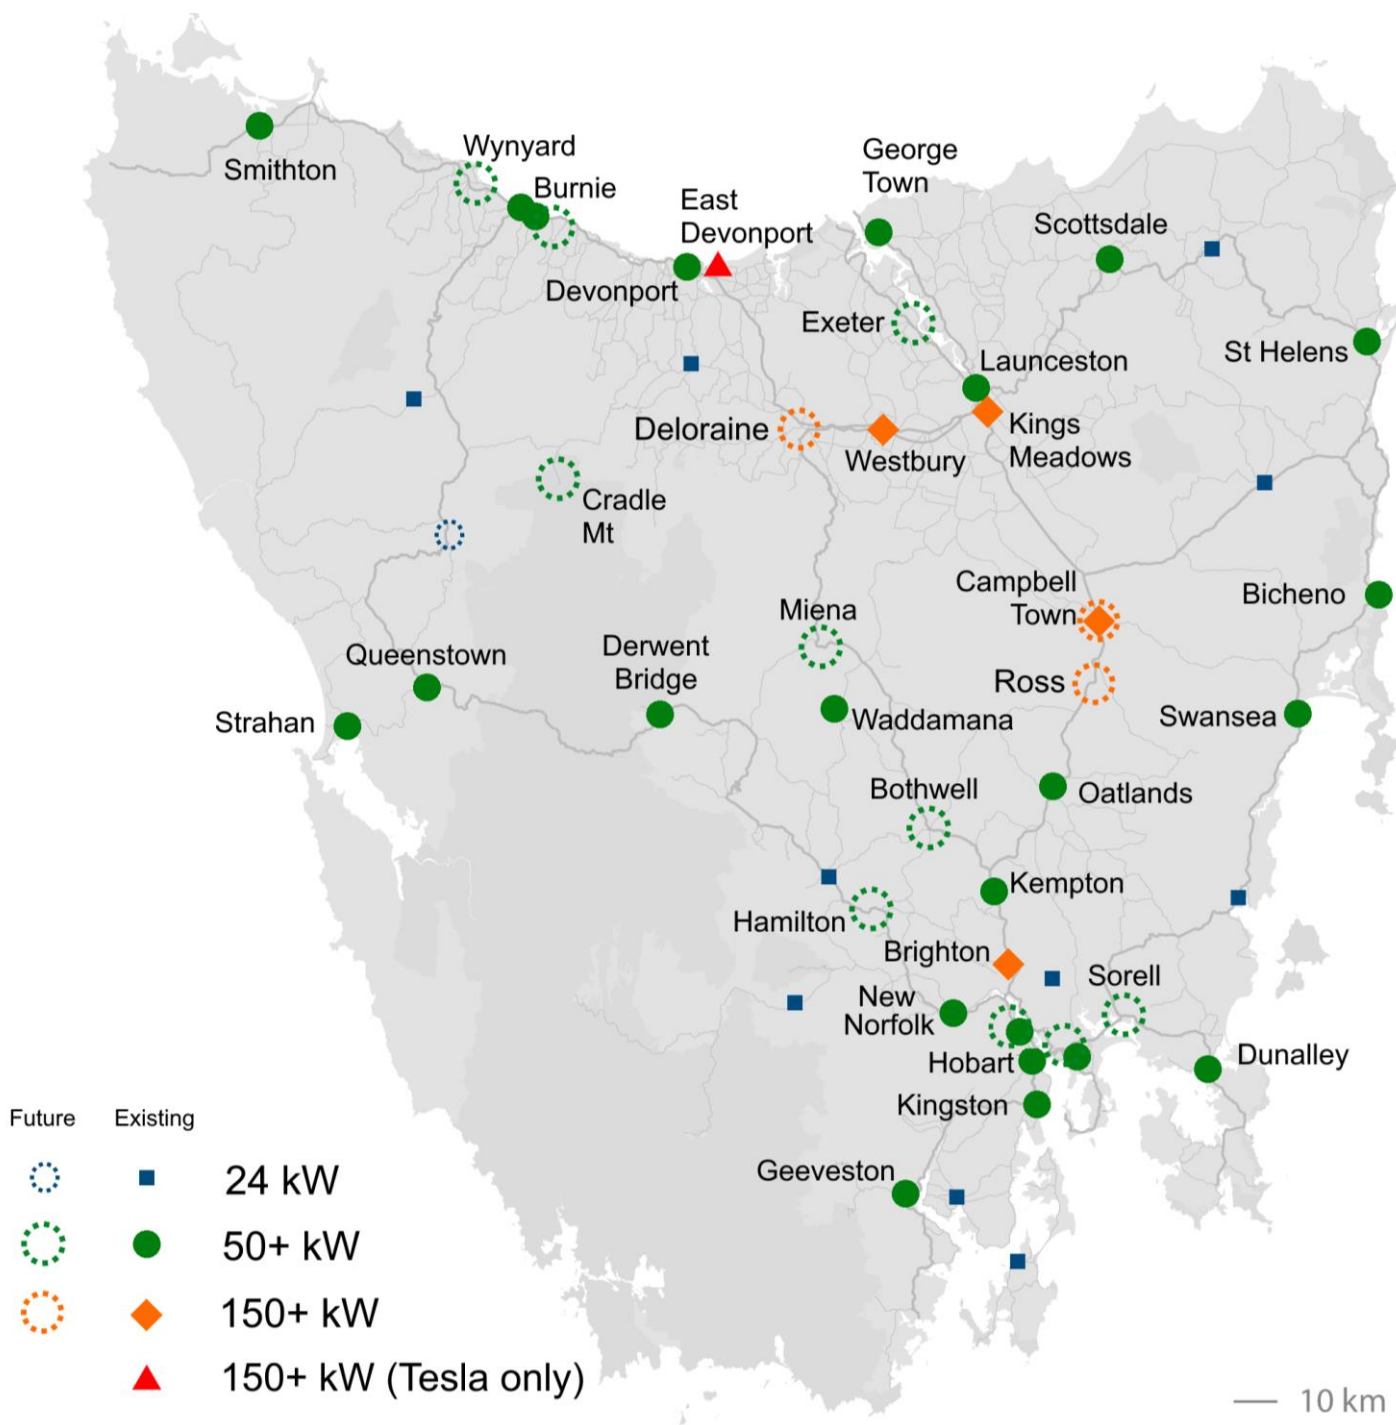 Wynyard
George
Town
Smithton
Burnie
East
Devonport
Scottsdale
Devonport
Exeter
St Helens
Launceston
Deloraine
Kings
Meadows
Westbury
Cradle
Mt
Campbell
Town
Bicheno
Miena
Derwent
Bridge
Queenstown
Ross
Strahan
Waddamana
Swansea
Bothwell
Oatlands
Kempton
Hamilton
Brighton
Sorell
New
Norfolk
Hobart
Dunalley
Kingston
Geeveston
Future Existing
24 kW
50+ kW
150+ kW
150+ kW (Tesla only)
10 km